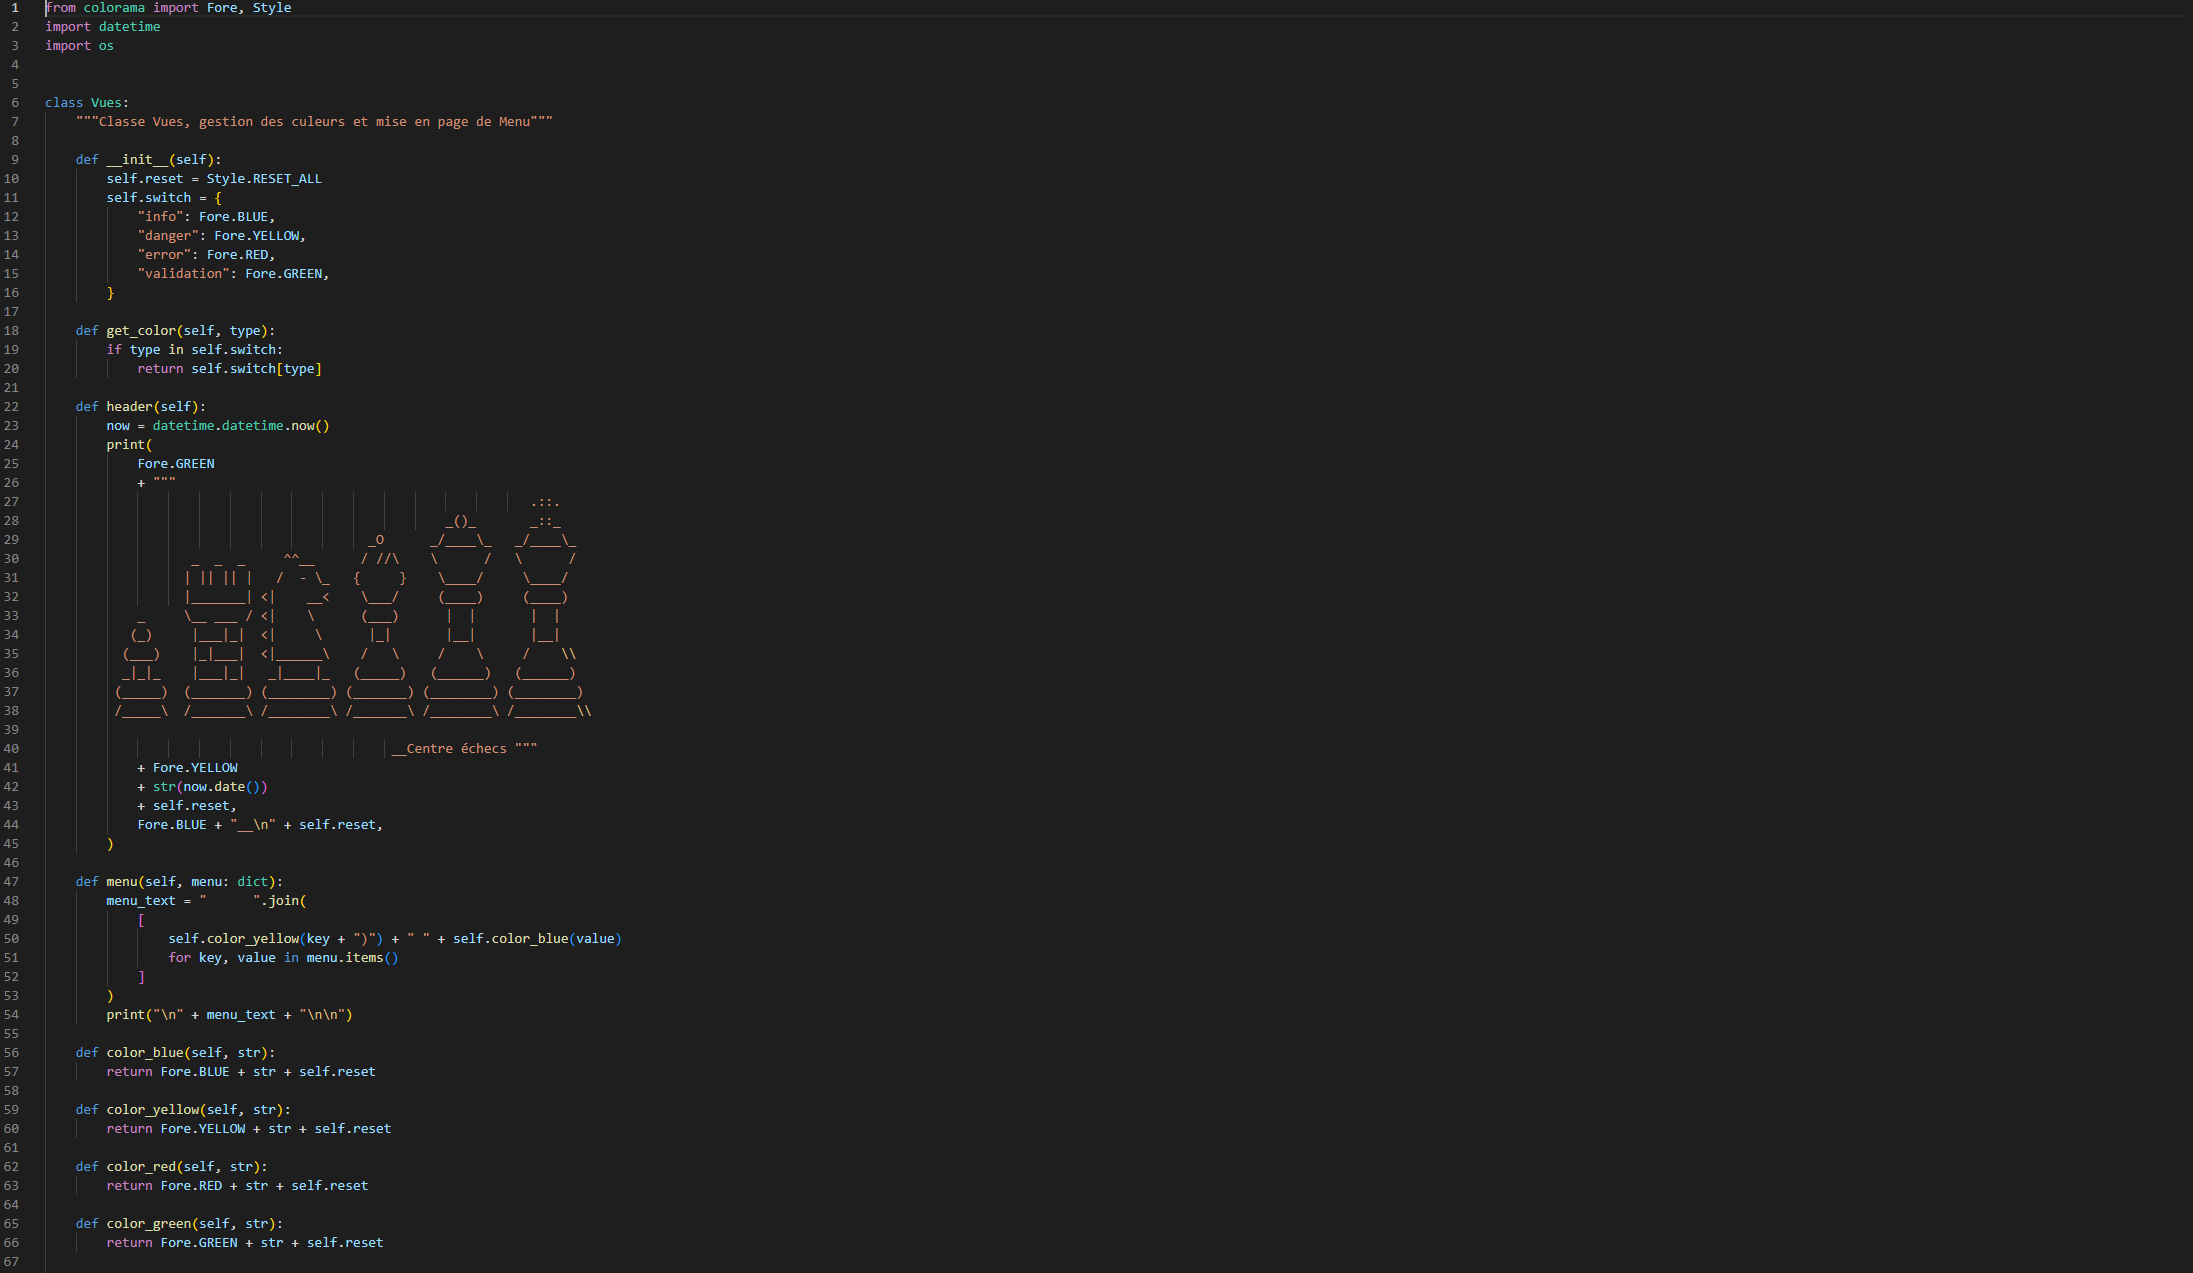 1 from colorama import Fore, Style
2 import datetime
3 import os
4
5
6 class Vues:
7     """Classe Vues, gestion des culeurs et mise en page de Menu"""
8
9     def __init__(self):
10         self.reset = Style.RESET_ALL
11         self.switch = {
12             "info": Fore.BLUE,
13             "danger": Fore.YELLOW,
14             "error": Fore.RED,
15             "validation": Fore.GREEN,
16         }
17
18     def get_color(self, type):
19         if type in self.switch:
20             return self.switch[type]
21
22     def header(self):
23         now = datetime.datetime.now()
24         print(
25             Fore.GREEN
26             + """
27                                                                .::.
28                                                     _()_       _::_
29                                           _O      _/____\_   _/____\_
30                    _  _  _     ^^__      / //\    \      /   \      /
31                   | || || |   /  - \_   {     }    \____/     \____/
32                   |_______| <|    __<    \___/     (____)     (____)
33             _     \__ ___ / <|    \      (___)      |  |       |  |
34            (_)     |___|_|  <|     \      |_|       |__|       |__|
35           (___)    |_|___|  <|______\    /   \     /    \     /    \\
36           _|_|_    |___|_|   _|____|_   (_____)   (______)   (______)
37          (_____)  (_______) (________) (_______) (________) (________)
38          /_____\  /_______\ /________\ /_______\ /________\ /________\\
39
40                                              __Centre échecs """
41             + Fore.YELLOW
42             + str(now.date())
43             + self.reset,
44             Fore.BLUE + "__\n" + self.reset,
45         )
46
47     def menu(self, menu: dict):
48         menu_text = "      ".join(
49             [
50                 self.color_yellow(key + ")") + " " + self.color_blue(value)
51                 for key, value in menu.items()
52             ]
53         )
54         print("\n" + menu_text + "\n\n")
55
56     def color_blue(self, str):
57         return Fore.BLUE + str + self.reset
58
59     def color_yellow(self, str):
60         return Fore.YELLOW + str + self.reset
61
62     def color_red(self, str):
63         return Fore.RED + str + self.reset
64
65     def color_green(self, str):
66         return Fore.GREEN + str + self.reset
67